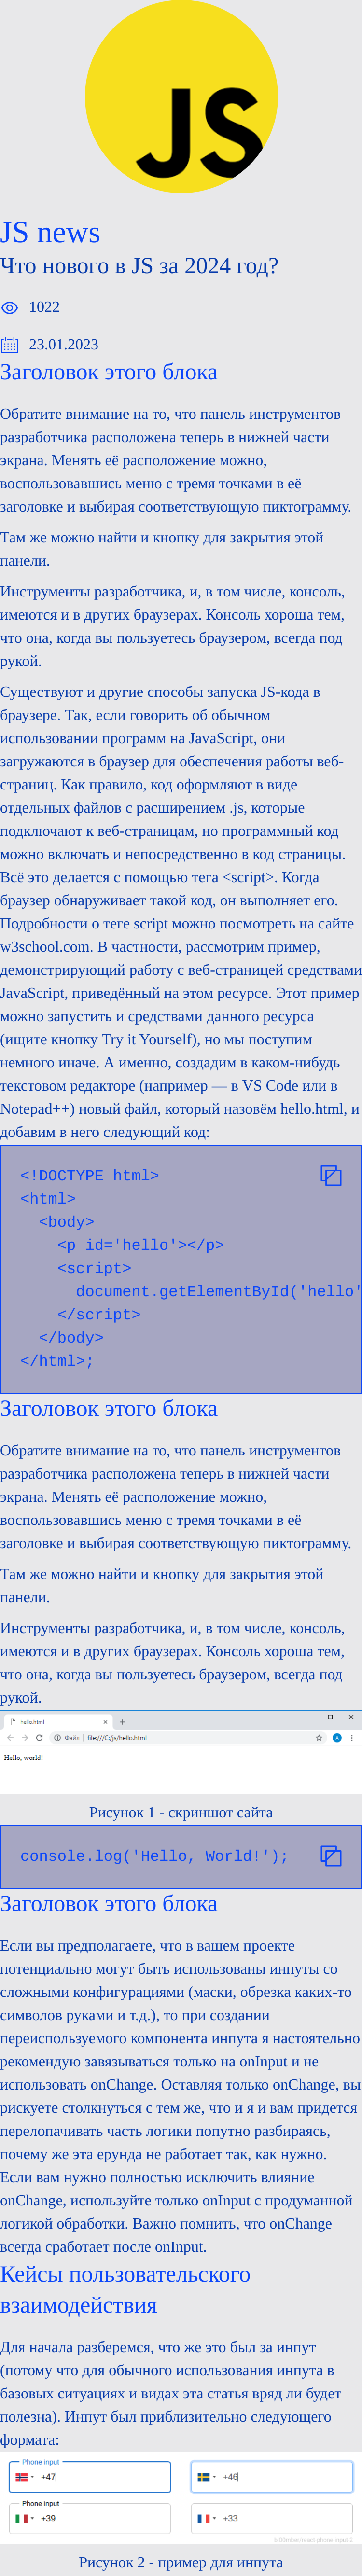 JS
JS news
Что нового в JS за 2024 год?
1022
23.01.2023
Заголовок этого блока
Обратите внимание на то, что панель инструментов
разработчика расположена теперь в нижней части
экрана. Менять её расположение можно,
воспользовавшись меню с тремя точками в её
заголовке и выбирая соответствующую пиктограмму.
Там же можно найти и кнопку для закрытия этой
панели.
Инструменты разработчика, и, в том числе, консоль,
имеются и в других браузерах. Консоль хороша тем,
что она, когда вы пользуетесь браузером, всегда под
рукой.
Существуют и другие способы запуска JS-кода в
браузере. Так, если говорить об обычном
использовании программ на JavaScript, они
загружаются в браузер для обеспечения работы веб-
страниц. Как правило, код оформляют в виде
отдельных файлов с расширением .js, которые
подключают к веб-страницам, но программный код
можно включать и непосредственно в код страницы.
Всё это делается с помощью тега <script>. Когда
браузер обнаруживает такой код, он выполняет его.
Подробности о теге script можно посмотреть на сайте
w3school.com. В частности, рассмотрим пример,
демонстрирующий работу с веб-страницей средствами
JavaScript, приведённый на этом ресурсе. Этот пример
можно запустить и средствами данного ресурса
(ищите кнопку Try it Yourself), но мы поступим
немного иначе. А именно, создадим в каком-нибудь
текстовом редакторе (например — в VS Code или в
Notepad++) новый файл, который назовём hello.html, и
добавим в него следующий код:
<!DOCTYPE html>
<html>
<body>
<p id='hello'></p>
<script>
document.getElementById('hello'
</script>
</body>
</html>;
Заголовок этого блока
Обратите внимание на то, что панель инструментов
разработчика расположена теперь в нижней части
экрана. Менять её расположение можно,
воспользовавшись меню с тремя точками в её
заголовке и выбирая соответствующую пиктограмму.
Там же можно найти и кнопку для закрытия этой
панели.
Инструменты разработчика, и, в том числе, консоль,
имеются и в других браузерах. Консоль хороша тем,
что она, когда вы пользуетесь браузером, всегда под
рукой.
hello.html
Файл | file:///C:/js/hello.html
Hello, world!
Рисунок 1 - скриншот сайта
console.log('Hello, World!');
Заголовок этого блока
Если вы предполагаете, что в вашем проекте
потенциально могут быть использованы инпуты со
сложными конфигурациями (маски, обрезка каких-то
символов руками и т.д.), то при создании
переиспользуемого компонента инпута я настоятельно
рекомендую завязываться только на onInput и не
использовать onChange. Оставляя только onChange, вы
рискуете столкнуться с тем же, что и я и вам придется
перелопачивать часть логики попутно разбираясь,
почему же эта ерунда не работает так, как нужно.
Если вам нужно полностью исключить влияние
onChange, используйте только onInput с продуманной
логикой обработки. Важно помнить, что onChange
всегда сработает после onInput.
Кейсы пользовательского
взаимодействия
Для начала разберемся, что же это был за инпут
(потому что для обычного использования инпута в
базовых ситуациях и видах эта статья вряд ли будет
полезна). Инпут был приблизительно следующего
формата:
Phone input
+47
+46
Phone input
+39
+33
Рисунок 2 - пример для инпута